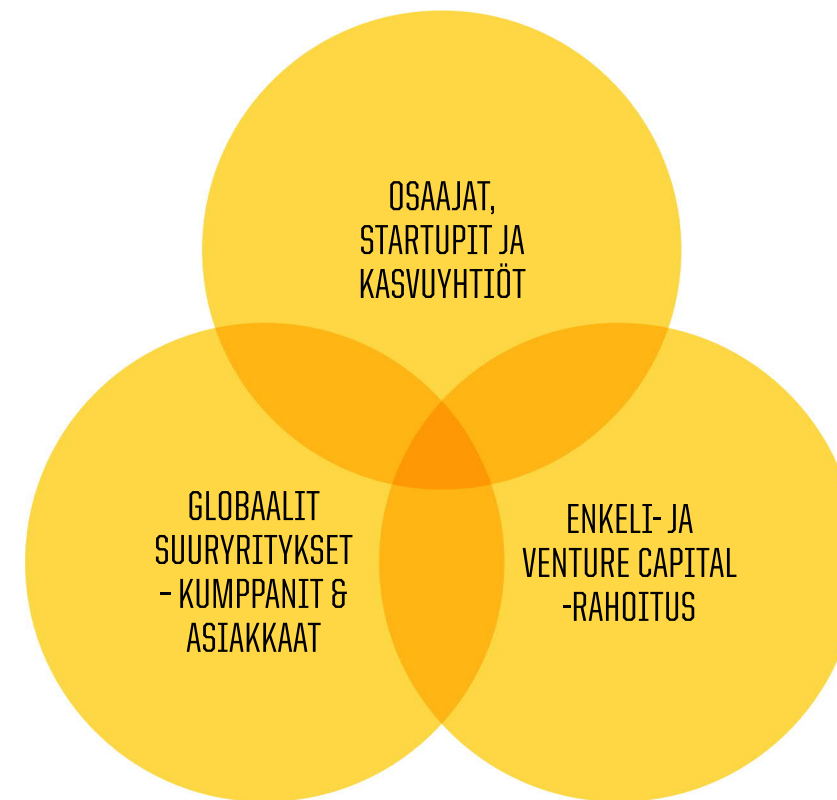 OSAAJAT,
STARTUPIT JA
KASVUYHTIÖT
GLOBAALIT
SUURYRITYKSET
- KUMPPANIT &
ASIAKKAAT
ENKELI- JA
VENTURE CAPITAL
-RAHOITUS